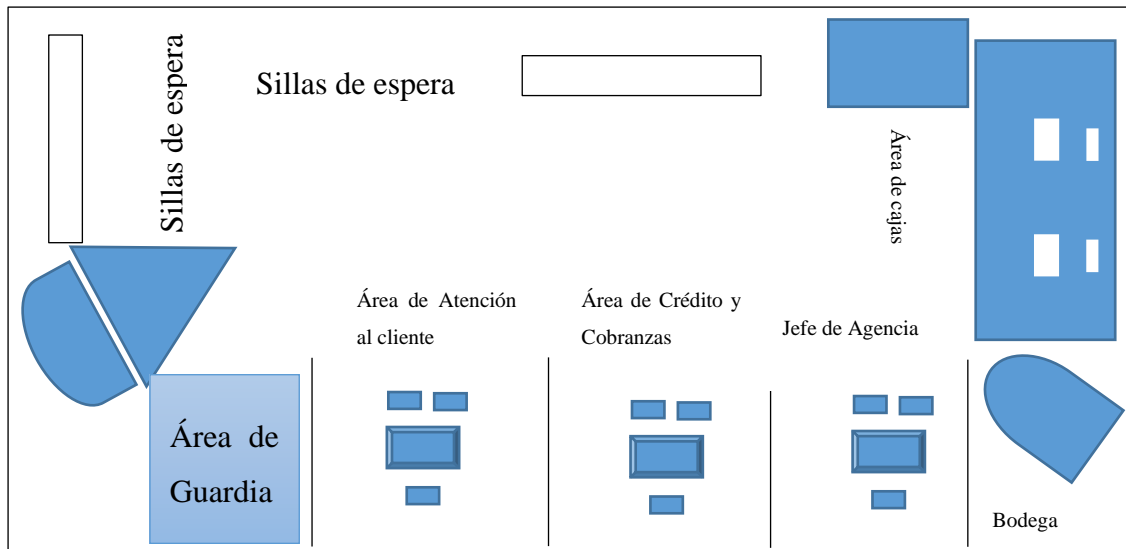 Sillas de espera
Sillas de espera
Área de cajas
Área de Atención
al cliente
Área de Crédito y
Cobranzas
Jefe de Agencia
Área de
Guardia
Bodega